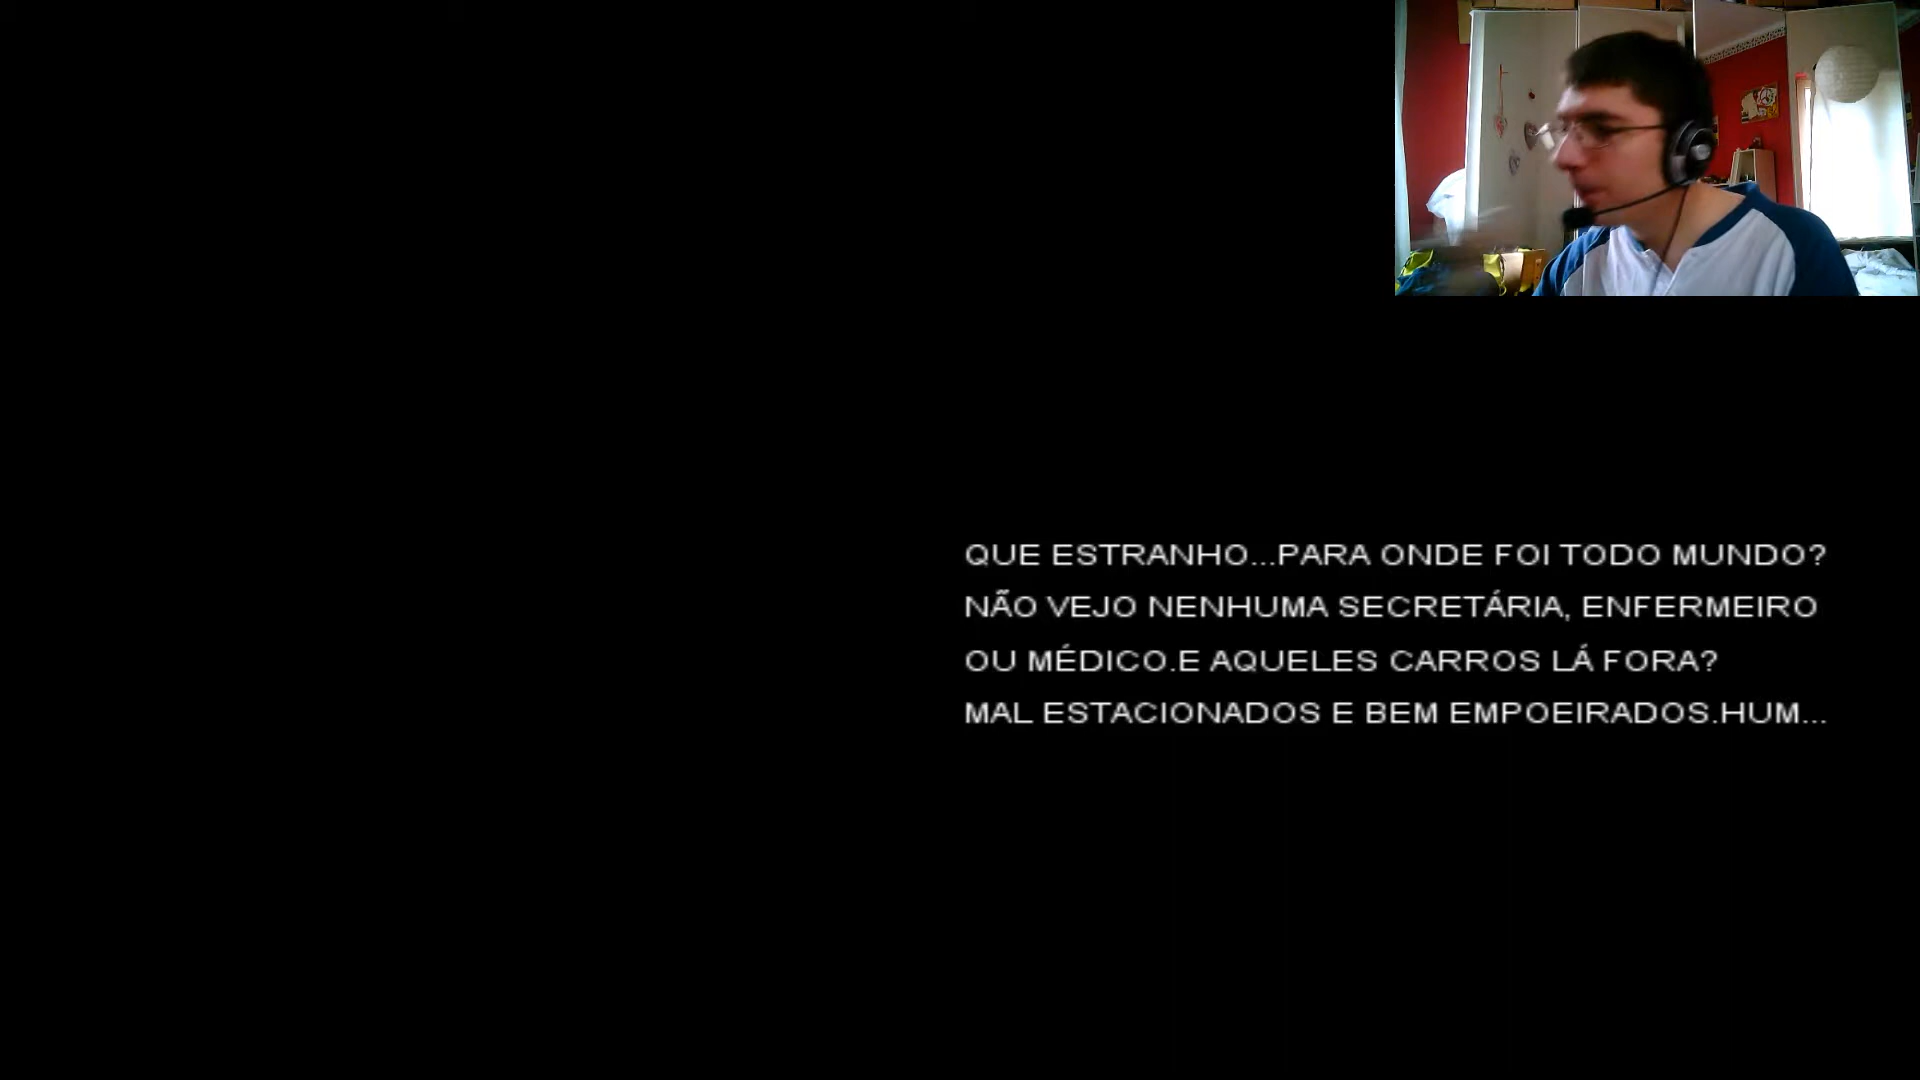 QUE ESTRANHO...PARA ONDE FOI TODO MUNDO?
NÃO VEJO NENHUMA SECRETÁRIA, ENFERMEIRO
OU MÉDICO.E AQUELES CARROS LÁ FORA?
MAL ESTACIONADOS E BEM EMPOEIRADOS.HUM...